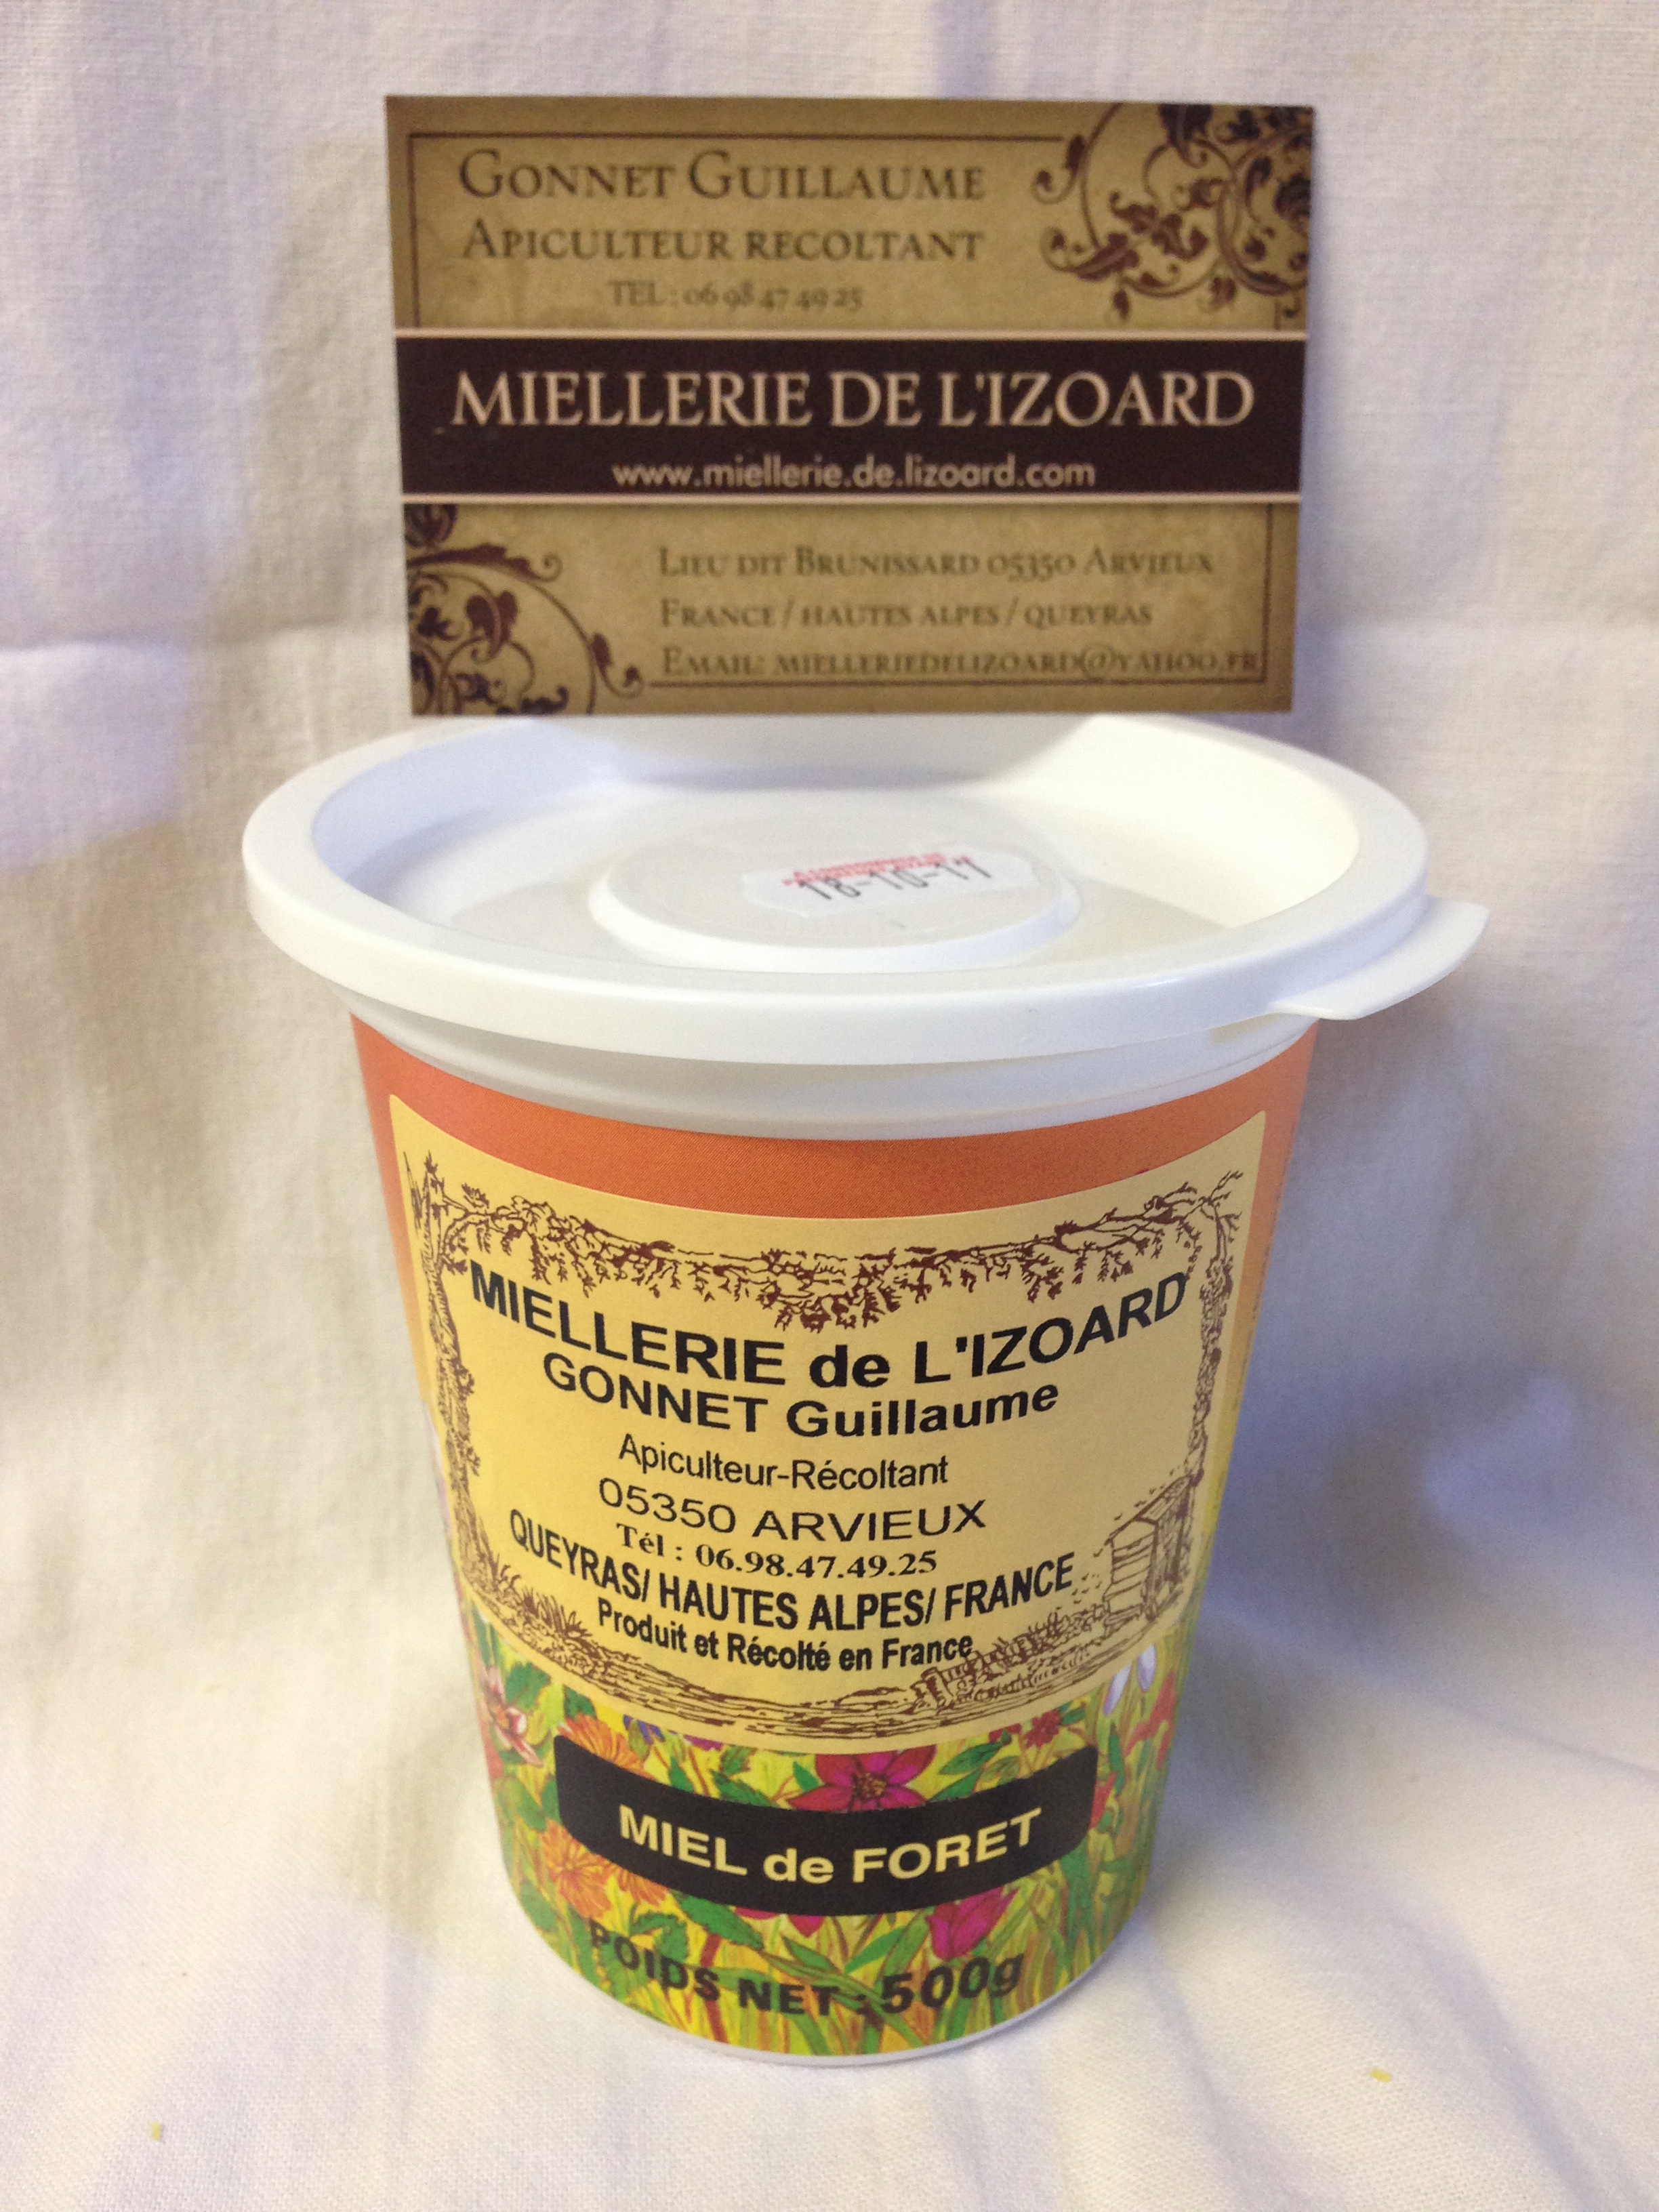 GONNET GUILLAUME
APICULTEUR RECOLTANT
TEL : 06 98 47 49 25
MIELLERIE DE L'IZOARD
www.miellerie.de.lizoard.com
LIEU DIT BRUNISSARD 05350 ARVIEUX
FRANCE / HAUTES ALPES / QUEYRAS
EMAIL: MIELLERIEDELIZOARD@YAHOO.FR
18-10-17
MIELLERIE de L'IZOARD
GONNET Guillaume
Apiculteur-Récoltant
05350 ARVIEUX
Tél : 06.98.47.49.25
QUEYRAS/ HAUTES ALPES/ FRANCE
Produit et Récolté en France
MIEL de FORET
POIDS NET : 500g